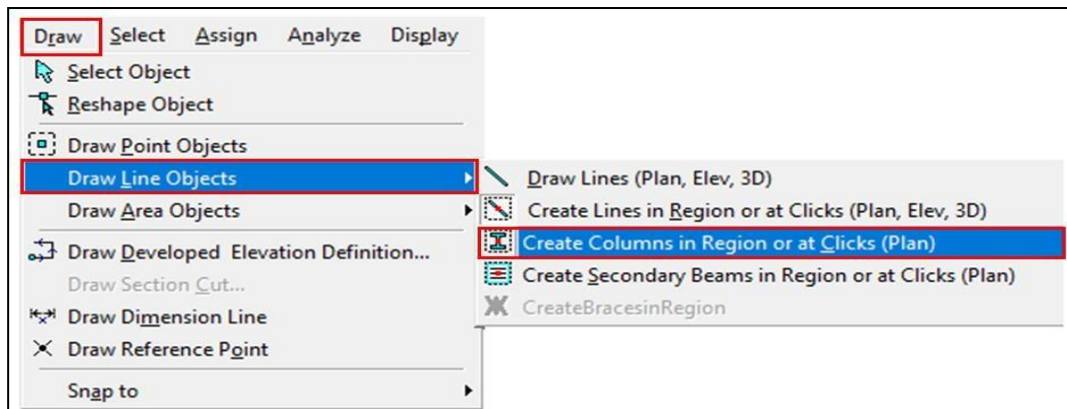 Draw Select Assign Analyze Display
Select Object
Reshape Object
Draw Point Objects
Draw Line Objects
Draw Area Objects
Draw Developed Elevation Definition...
Draw Section Cut...
Draw Dimension Line
Draw Reference Point
Snap to
Draw Lines (Plan, Elev, 3D)
Create Lines in Region or at Clicks (Plan, Elev, 3D)
Create Columns in Region or at Clicks (Plan)
Create Secondary Beams in Region or at Clicks (Plan)
CreateBracesinRegion